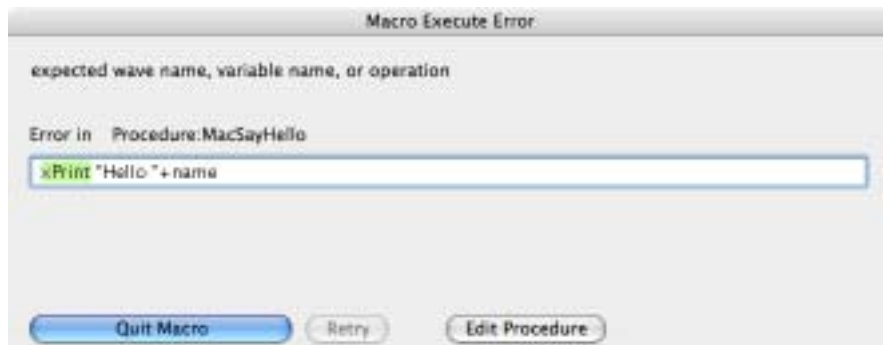 Macro Execute Error
expected wave name, variable name, or operation
Error in Procedure:MacSayHello
xPrint "Hello "+name
Quit Macro Retry Edit Procedure